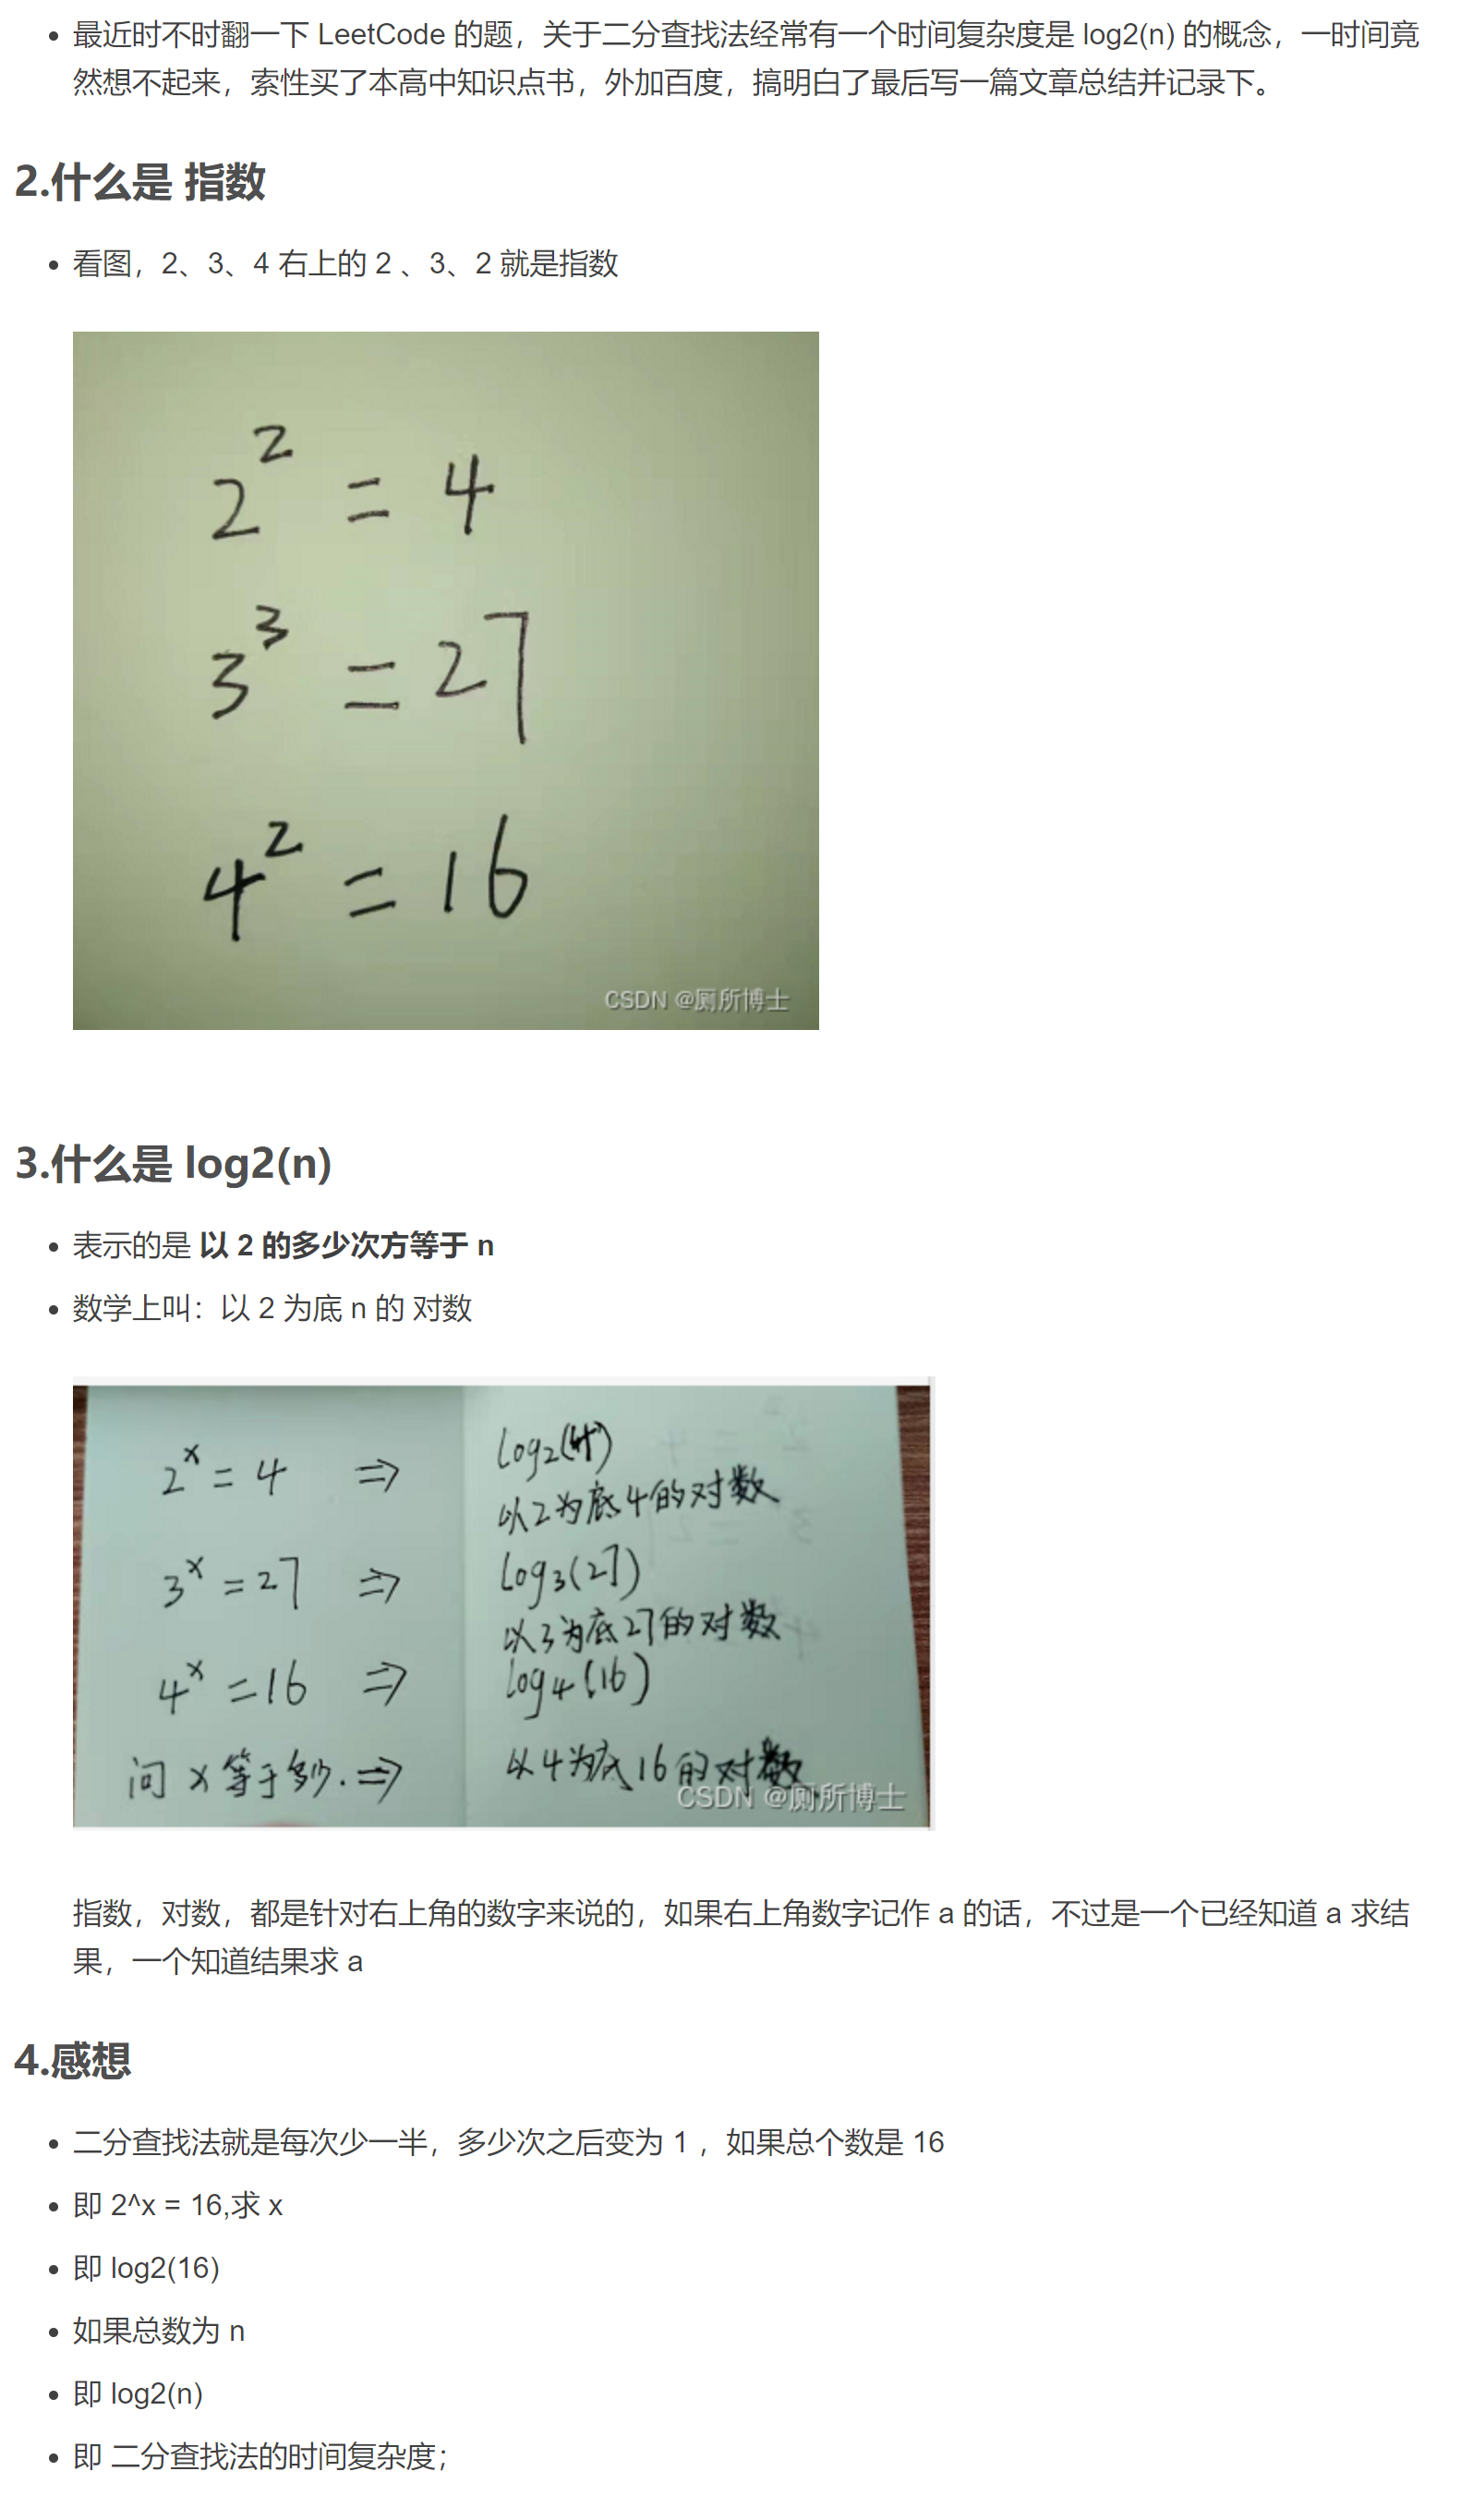 最近时不时翻一下 LeetCode 的题，关于二分查找法经常有一个时间复杂度是 log2(n) 的概念，一时间竟
然想不起来，索性买了本高中知识点书，外加百度，搞明白了最后写一篇文章总结并记录下。
2.什么是 指数
看图，2、3、4 右上的 2 、3、2 就是指数
2² = 4
3³ = 27
4² = 16
CSDN @厕所博士
3.什么是 log2(n)
表示的是 以 2 的多少次方等于 n
数学上叫：以 2 为底 n 的 对数
2ˣ = 4 ⇒ log₂(4)
以2为底4的对数
3ˣ = 27 ⇒ log₃(27)
以3为底27的对数
4ˣ = 16 ⇒ log₄(16)
问 x 等于多少. ⇒ 以4为底16的对数
CSDN @厕所博士
指数，对数，都是针对右上角的数字来说的，如果右上角数字记作 a 的话，不过是一个已经知道 a 求结
果，一个知道结果求 a
4.感想
二分查找法就是每次少一半，多少次之后变为 1 ，如果总个数是 16
即 2^x = 16,求 x
即 log2(16)
如果总数为 n
即 log2(n)
即 二分查找法的时间复杂度；